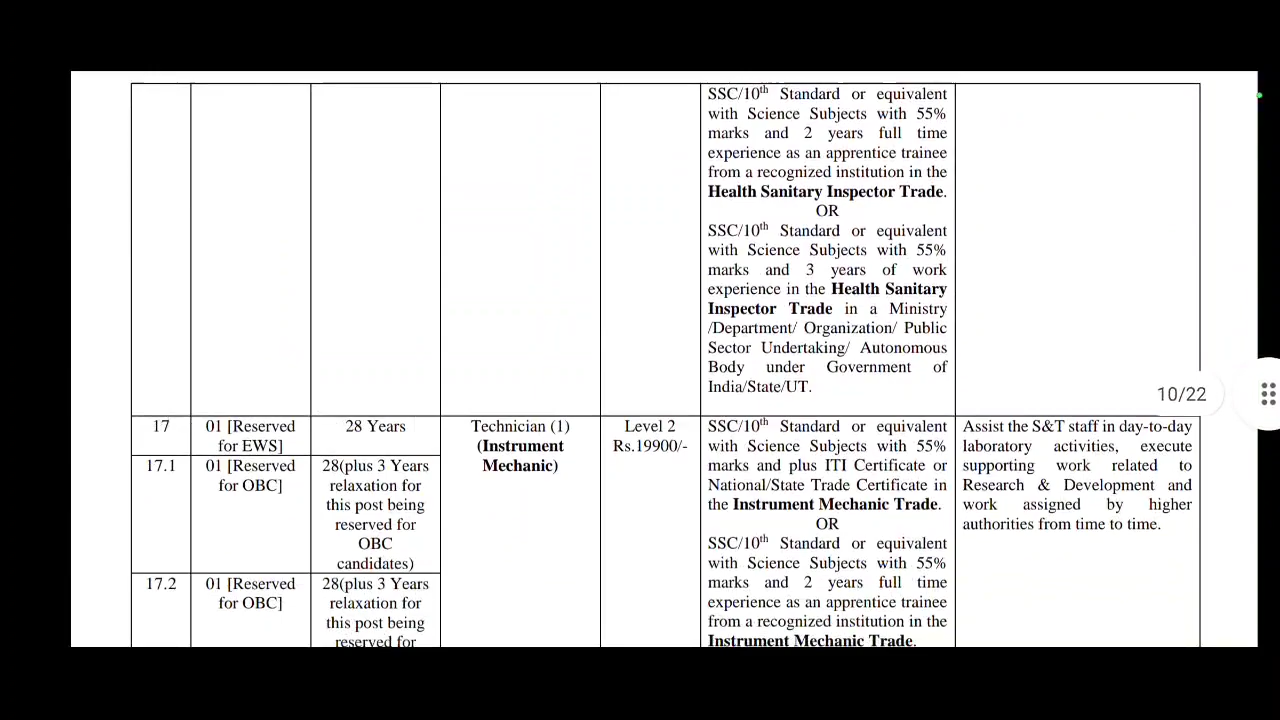 SSC/10th Standard or equivalent
with Science Subjects with 55%
marks and 2 years full time
experience as an apprentice trainee
from a recognized institution in the
Health Sanitary Inspector Trade.
OR
SSC/10th Standard or equivalent
with Science Subjects with 55%
marks and 3 years of work
experience in the Health Sanitary
Inspector Trade in a Ministry
/Department/ Organization/ Public
Sector Undertaking/ Autonomous
Body under Government of
India/State/UT.
10/22
17
01 [Reserved
for EWS]
28 Years
Technician (1)
(Instrument
Mechanic)
Level 2
Rs.19900/-
SSC/10th Standard or equivalent
with Science Subjects with 55%
marks and plus ITI Certificate or
National/State Trade Certificate in
the Instrument Mechanic Trade.
OR
SSC/10th Standard or equivalent
with Science Subjects with 55%
marks and 2 years full time
experience as an apprentice trainee
from a recognized institution in the
Instrument Mechanic Trade.
Assist the S&T staff in day-to-day
laboratory activities, execute
supporting work related to
Research & Development and
work assigned by higher
authorities from time to time.
17.1
01 [Reserved
for OBC]
28(plus 3 Years
relaxation for
this post being
reserved for
OBC
candidates)
17.2
01 [Reserved
for OBC]
28(plus 3 Years
relaxation for
this post being
reserved for